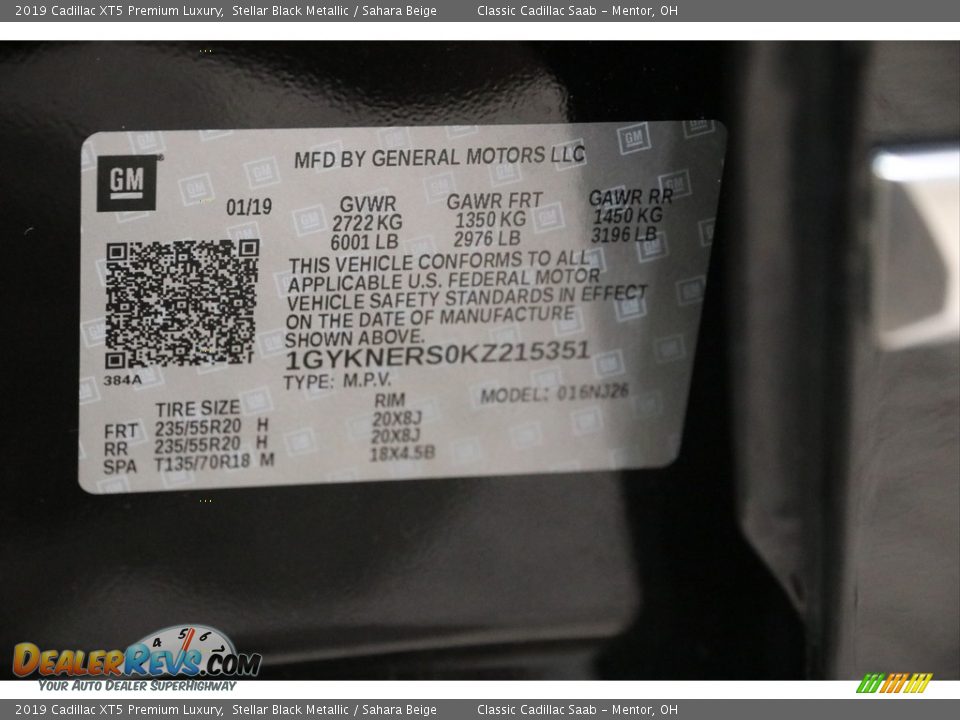 2019 Cadillac XT5 Premium Luxury, Stellar Black Metallic / Sahara Beige Classic Cadillac Saab – Mentor, OH
GM
MFD BY GENERAL MOTORS LLC
01/19 GVWR GAWR FRT GAWR RR
2722 KG 1350 KG 1450 KG
6001 LB 2976 LB 3196 LB
THIS VEHICLE CONFORMS TO ALL
APPLICABLE U.S. FEDERAL MOTOR
VEHICLE SAFETY STANDARDS IN EFFECT
ON THE DATE OF MANUFACTURE
SHOWN ABOVE.
1GYKNERS0KZ215351
384A
TYPE: M.P.V. MODEL: 016NJ26
TIRE SIZE RIM
FRT 235/55R20 H 20X8J
RR 235/55R20 H 20X8J
SPA T135/70R18 M 18X4.5B
4 5 6
DealerRevs.com
Your Auto Dealer SuperHighway
2019 Cadillac XT5 Premium Luxury, Stellar Black Metallic / Sahara Beige Classic Cadillac Saab – Mentor, OH